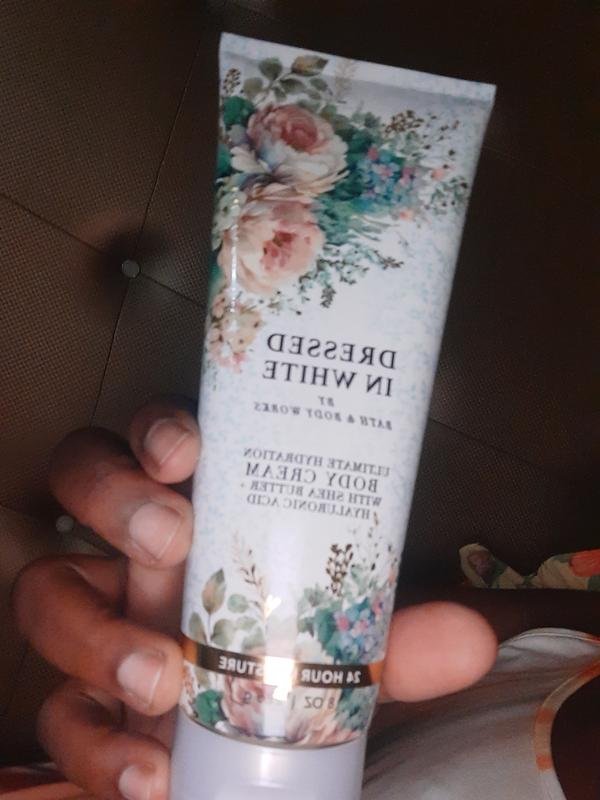 DRESSED
IN WHITE
BY
BATH & BODY WORKS
ULTIMATE HYDRATION
BODY CREAM
WITH SHEA BUTTER +
HYALURONIC ACID
24 HOUR
8 OZ |